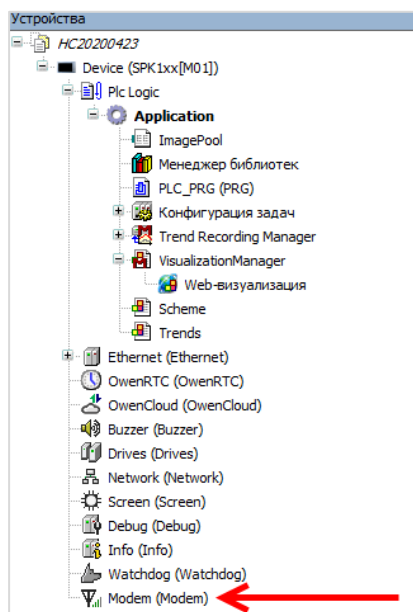 Устройства
HC20200423
Device (SPK1xx[M01])
Plc Logic
Application
ImagePool
Менеджер библиотек
PLC_PRG (PRG)
Конфигурация задач
Trend Recording Manager
VisualizationManager
Web-визуализация
Scheme
Trends
Ethernet (Ethernet)
OwenRTC (OwenRTC)
OwenCloud (OwenCloud)
Buzzer (Buzzer)
Drives (Drives)
Network (Network)
Screen (Screen)
Debug (Debug)
Info (Info)
Watchdog (Watchdog)
Modem (Modem)